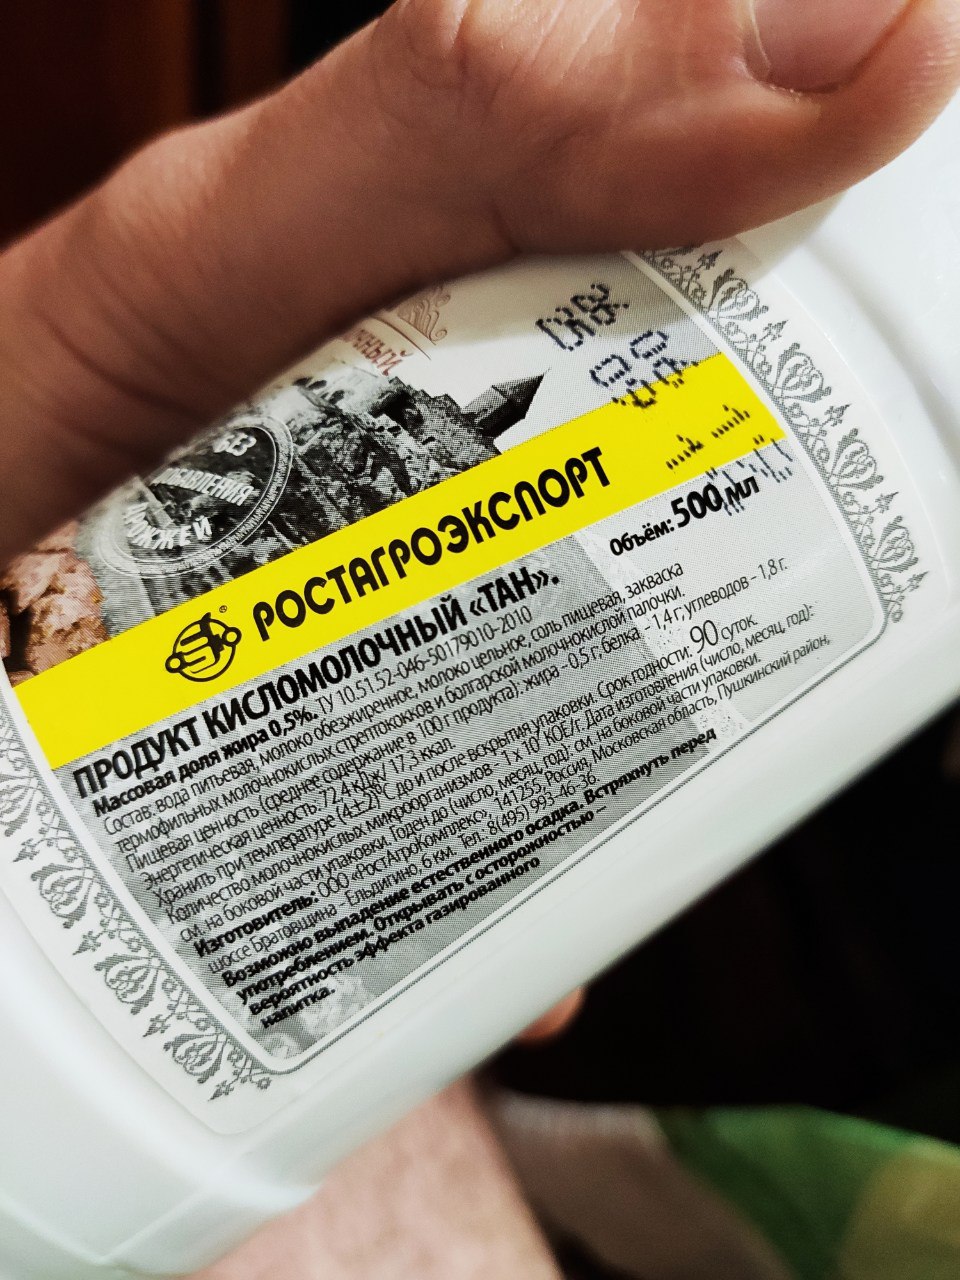 БЕЗ
ДРОЖЖЕЙ
РОСТАГРОЭКСПОРТ
®
Объём: 500 мл
ПРОДУКТ КИСЛОМОЛОЧНЫЙ «ТАН».
Массовая доля жира 0,5%. ТУ 10.51.52-046-50179010-2010
Состав: вода питьевая, молоко обезжиренное, молоко цельное, соль пищевая, закваска
термофильных молочнокислых стрептококков и болгарской молочнокислой палочки.
Пищевая ценность (среднее содержание в 100 г продукта): жира - 0,5 г; белка - 1,4 г; углеводов - 1,8 г.
Энергетическая ценность: 72,4 кДж/ 17,3 ккал.
Хранить при температуре (4±2)°С до и после вскрытия упаковки. Срок годности: 90 суток.
Количество молочнокислых микроорганизмов - 1 х 10⁷ КОЕ/г. Дата изготовления (число, месяц, год):
см. на боковой части упаковки. Годен до (число, месяц, год): см. на боковой части упаковки.
Изготовитель: ООО «РостАгроКомплекс», 141255, Россия, Московская область, Пушкинский район,
шоссе Братовщина - Ельдигино, 6 км. Тел.: 8(495) 993-46-36.
Возможно выпадение естественного осадка. Встряхнуть перед
употреблением. Открывать с осторожностью –
вероятность эффекта газированного
напитка.